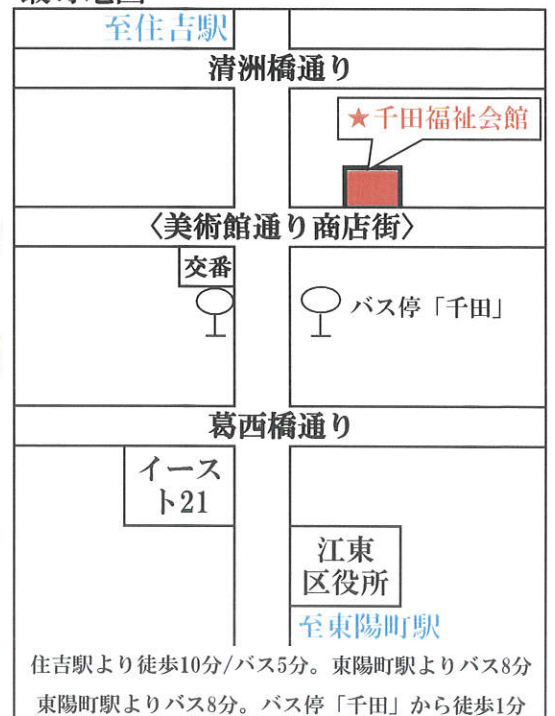 至住吉駅
清洲橋通り
★千田福祉会館
〈美術館通り商店街〉
交番
バス停「千田」
葛西橋通り
イース
ト21
江東
区役所
至東陽町駅
住吉駅より徒歩10分/バス5分。東陽町駅よりバス8分
東陽町駅よりバス8分。バス停「千田」から徒歩1分